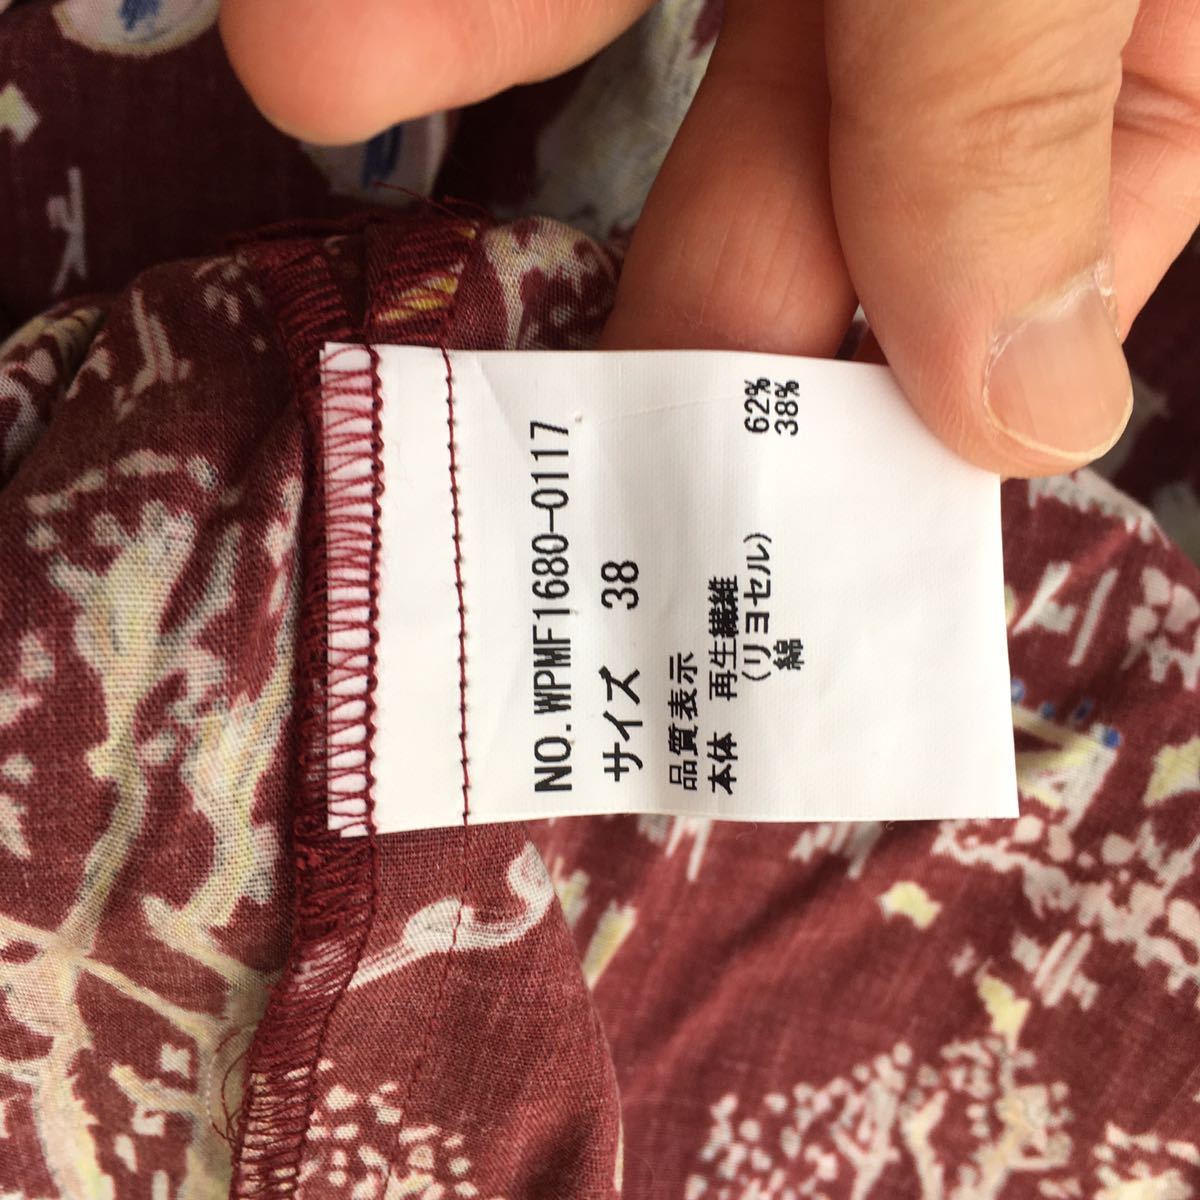 NO.WPMF1680-0117
サイズ 38
品質表示
本体 再生繊維 62%
(リヨセル)
綿 38%